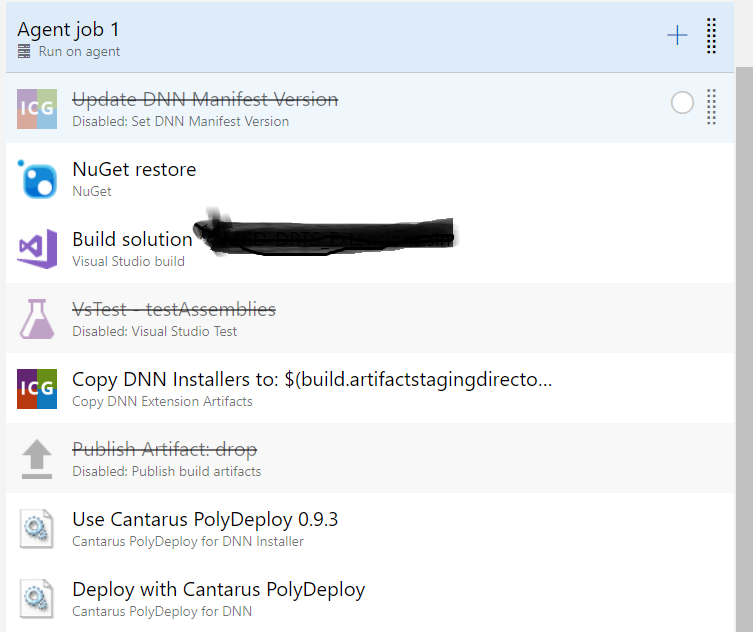 Agent job 1
Run on agent
ICG
Update DNN Manifest Version
Disabled: Set DNN Manifest Version
NuGet restore
NuGet
Build solution
Visual Studio build
VsTest - testAssemblies
Disabled: Visual Studio Test
ICG
Copy DNN Installers to: $(build.artifactstagingdirecto...
Copy DNN Extension Artifacts
Publish Artifact: drop
Disabled: Publish build artifacts
Use Cantarus PolyDeploy 0.9.3
Cantarus PolyDeploy for DNN Installer
Deploy with Cantarus PolyDeploy
Cantarus PolyDeploy for DNN